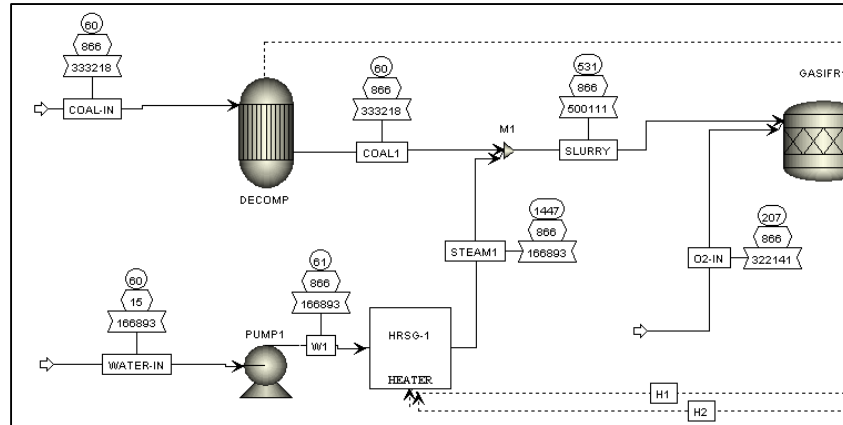 60
866
333218
COAL-IN
DECOMP
60
866
333218
COAL1
M1
531
866
500111
SLURRY
GASIFR
1447
866
166893
STEAM1
207
866
322141
O2-IN
60
15
166893
WATER-IN
PUMP1
61
866
166893
W1
HRSG-1
HEATER
H1
H2